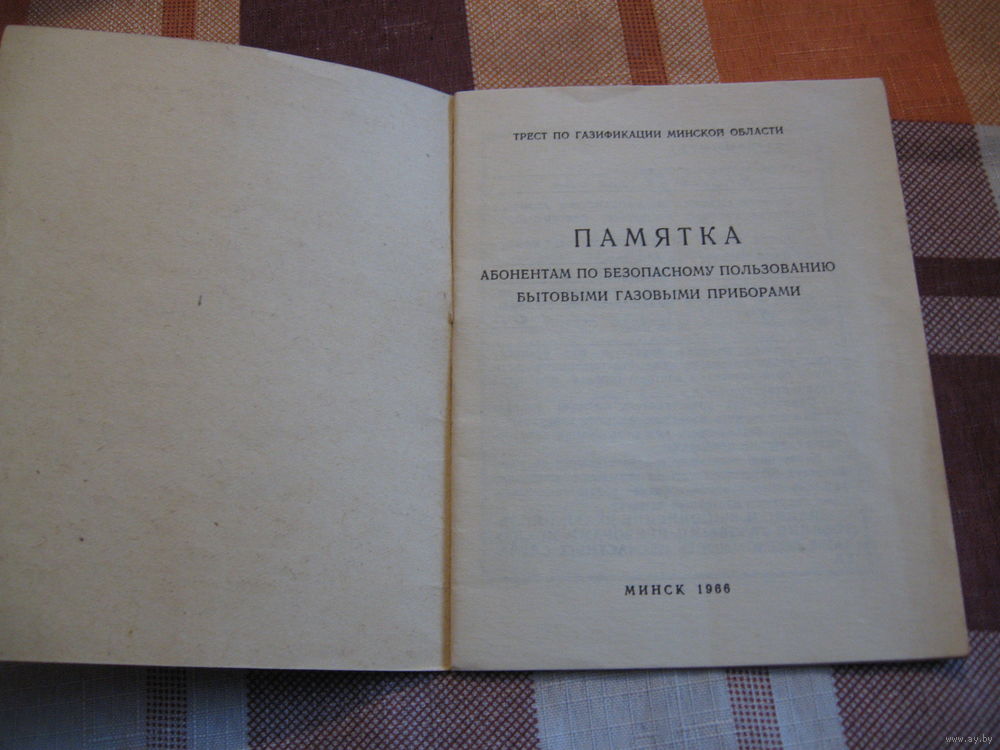 ТРЕСТ ПО ГАЗИФИКАЦИИ МИНСКОЙ ОБЛАСТИ
ПАМЯТКА
АБОНЕНТАМ ПО БЕЗОПАСНОМУ ПОЛЬЗОВАНИЮ
БЫТОВЫМИ ГАЗОВЫМИ ПРИБОРАМИ
МИНСК 1966
www.ay.by